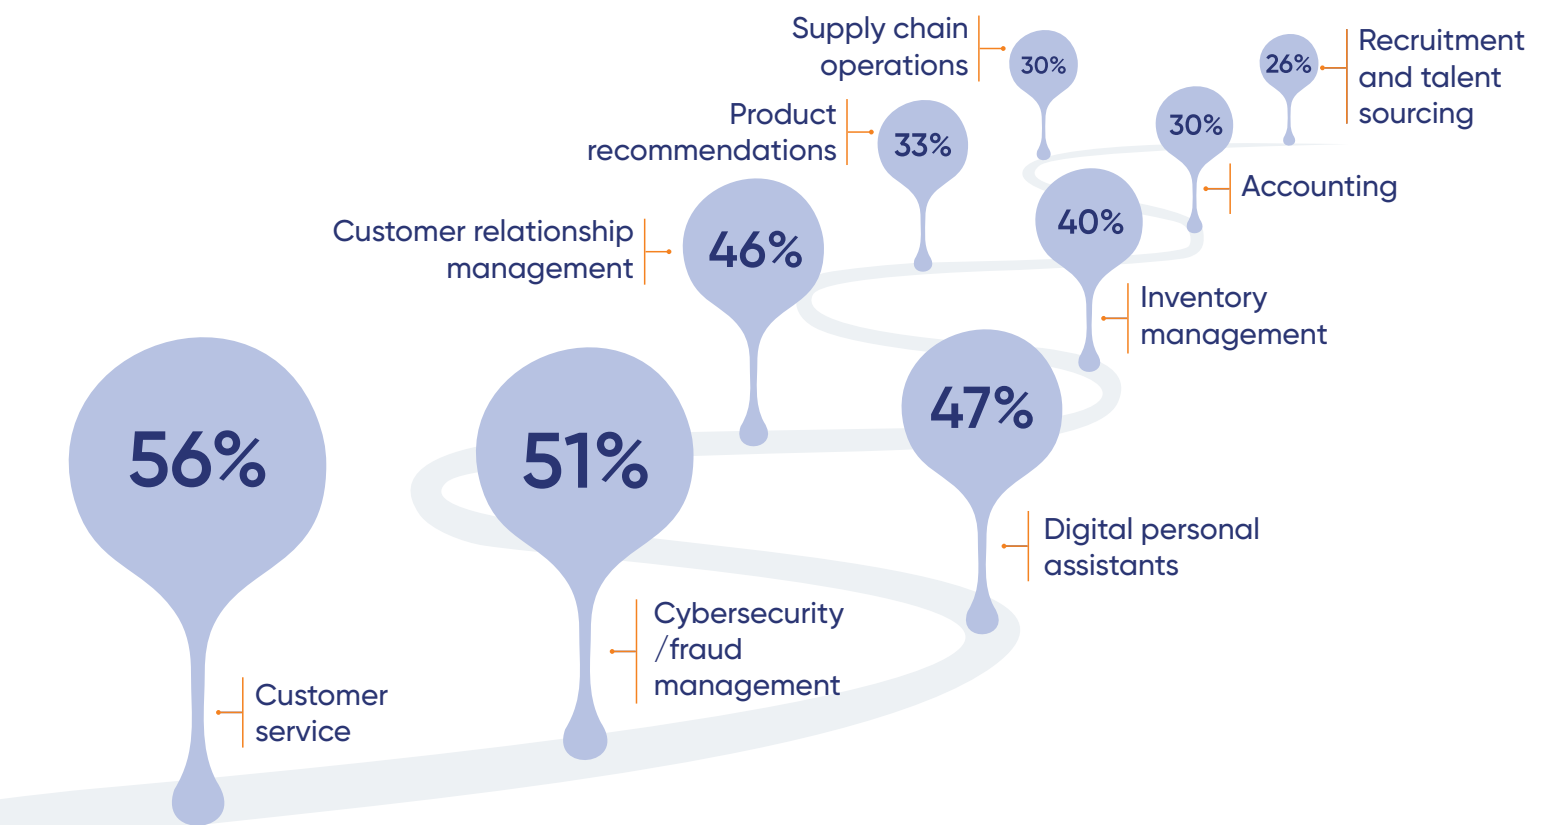 Supply chain
operations
30%
26%
Recruitment
and talent
sourcing
Product
recommendations
33%
30%
Accounting
Customer relationship
management
46%
40%
Inventory
management
56%
51%
47%
Digital personal
assistants
Cybersecurity
/fraud
management
Customer
service